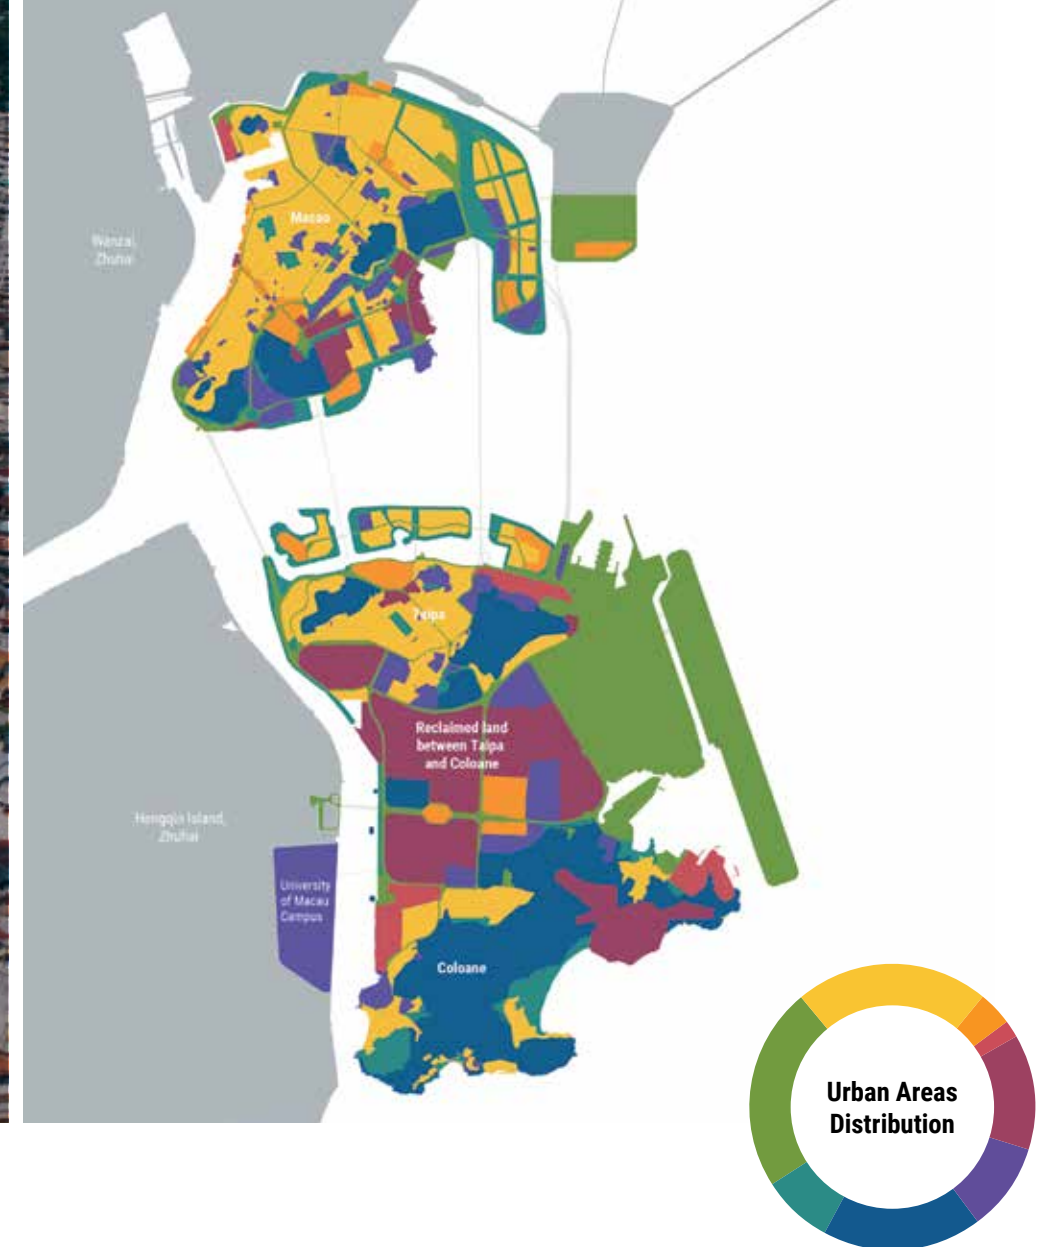 Macao
Wanzai,
Zhuhai
Taipa
Reclaimed land
between Taipa
and Coloane
Hengqin Island,
Zhuhai
University
of Macau
Campus
Coloane
Urban Areas
Distribution